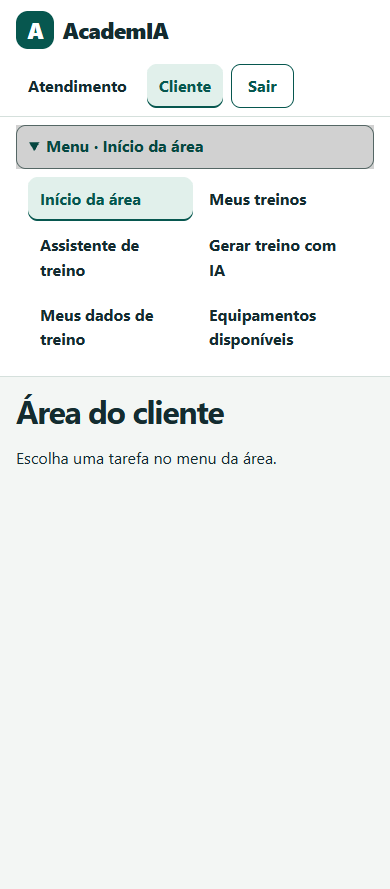 A AcademIA
Atendimento Cliente Sair
▼ Menu · Início da área
Início da área
Meus treinos
Assistente de
treino
Gerar treino com
IA
Meus dados de
treino
Equipamentos
disponíveis
Área do cliente
Escolha uma tarefa no menu da área.